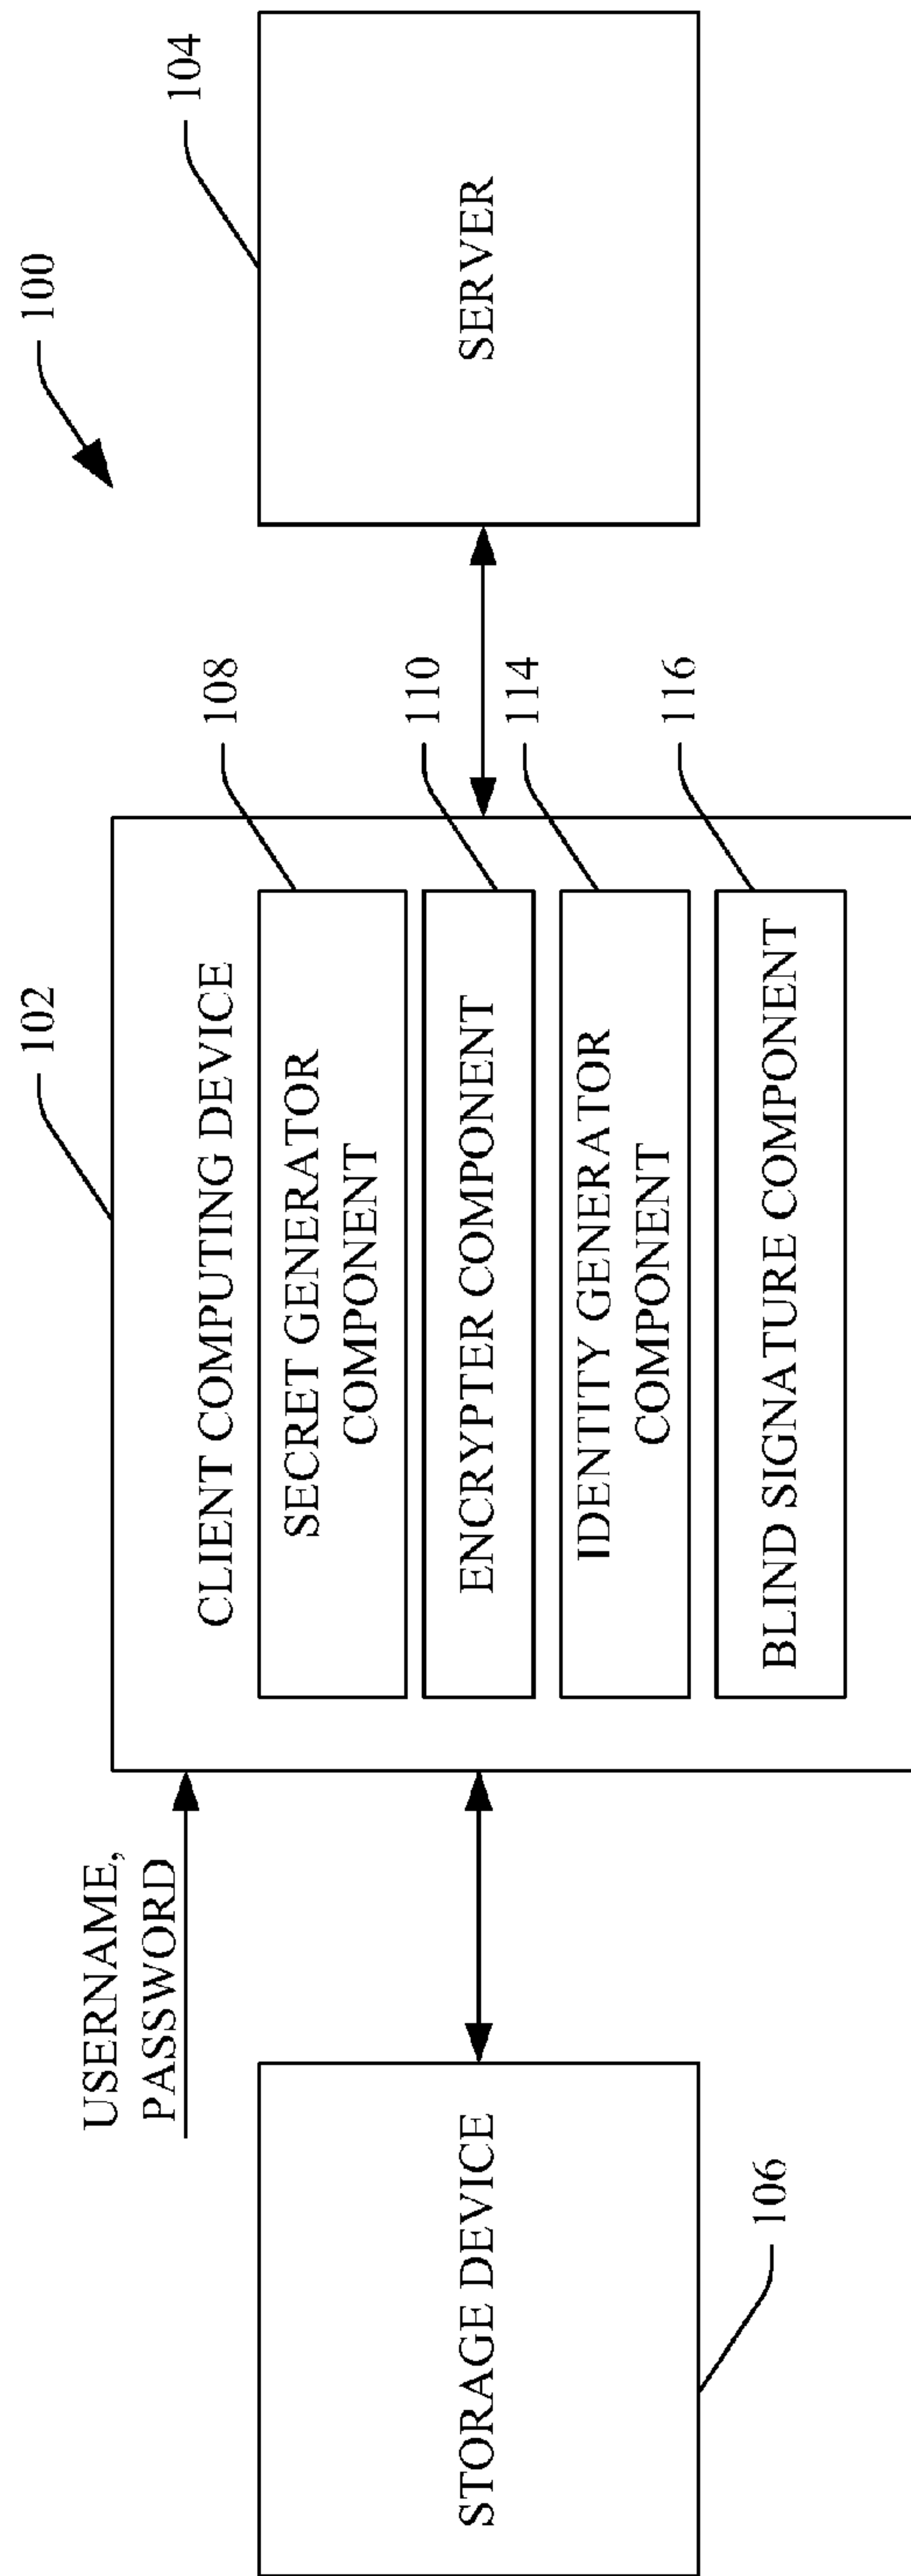 100
USERNAME,
PASSWORD
102
104
STORAGE DEVICE
106
CLIENT COMPUTING DEVICE
SECRET GENERATOR
COMPONENT
108
ENCRYPTER COMPONENT
110
IDENTITY GENERATOR
COMPONENT
114
BLIND SIGNATURE COMPONENT
116
SERVER